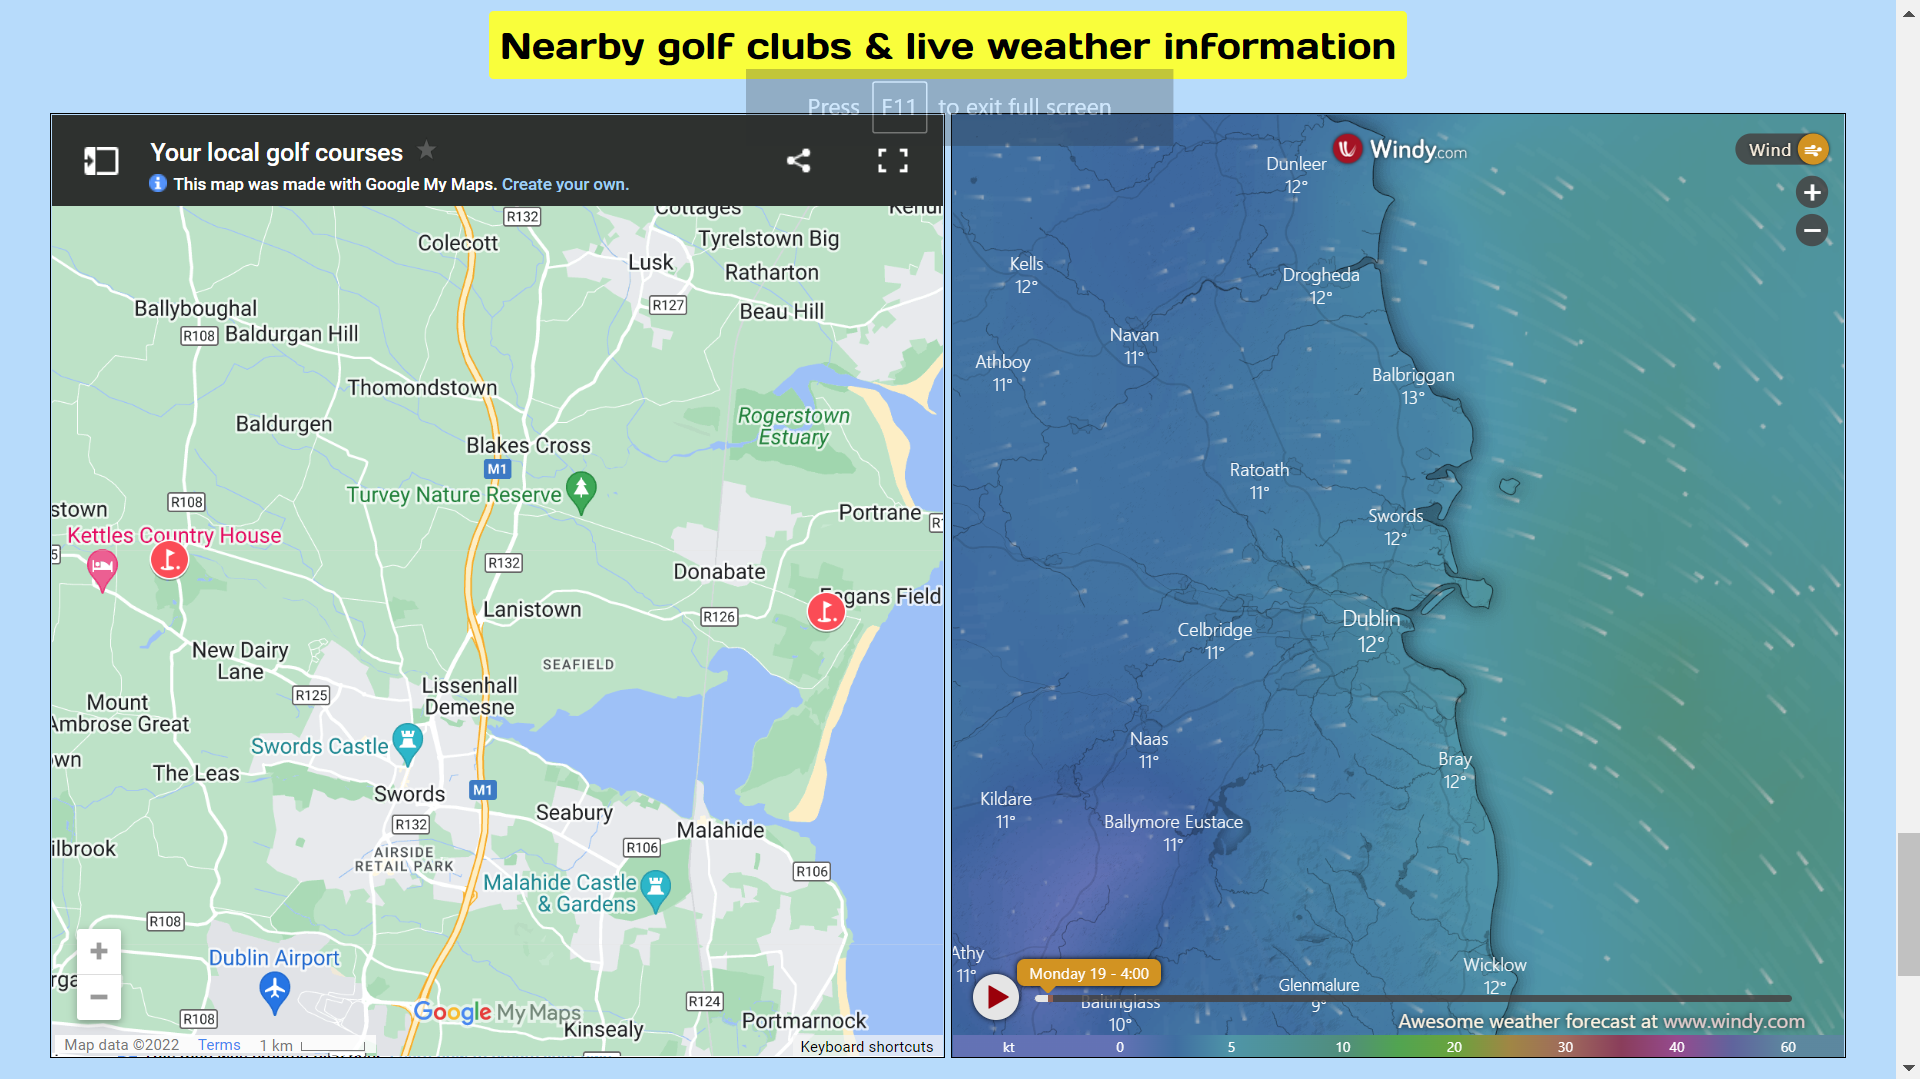 Nearby golf clubs & live weather information
Press F11 to exit full screen
Your local golf courses
This map was made with Google My Maps. Create your own.
R132
Cottages
Colecott
Tyrelstown Big
Lusk
Ratharton
R127
Ballyboughal
Beau Hill
R108
Baldurgan Hill
Thomondstown
Rogerstown
Estuary
Baldurgen
Blakes Cross
M1
Turvey Nature Reserve
R108
stown
Portrane
Kettles Country House
R132
Donabate
Lanistown
R126
gans Field
New Dairy
Lane
SEAFIELD
R125
Lissenhall
Demesne
Mount
Ambrose Great
Swords Castle
own
The Leas
Swords
M1
Seabury
R132
Malahide
ilbrook
AIRSIDE
RETAIL PARK
R106
R106
Malahide Castle
& Gardens
R108
Dublin Airport
R124
Google My Maps
R108
Kinsealy
Portmarnock
Map data ©2022
Terms
1 km
Keyboard shortcuts
Windy.com
Wind
Dunleer
12°
Kells
12°
Drogheda
12°
Navan
11°
Athboy
11°
Balbriggan
13°
Ratoath
11°
Swords
12°
Dublin
12°
Celbridge
11°
Naas
11°
Bray
12°
Kildare
11°
Ballymore Eustace
11°
Athy
11°
Monday 19 - 4:00
Wicklow
12°
Glenmalure
9°
Baltinglass
10°
Awesome weather forecast at www.windy.com
kt 0 5 10 20 30 40 60